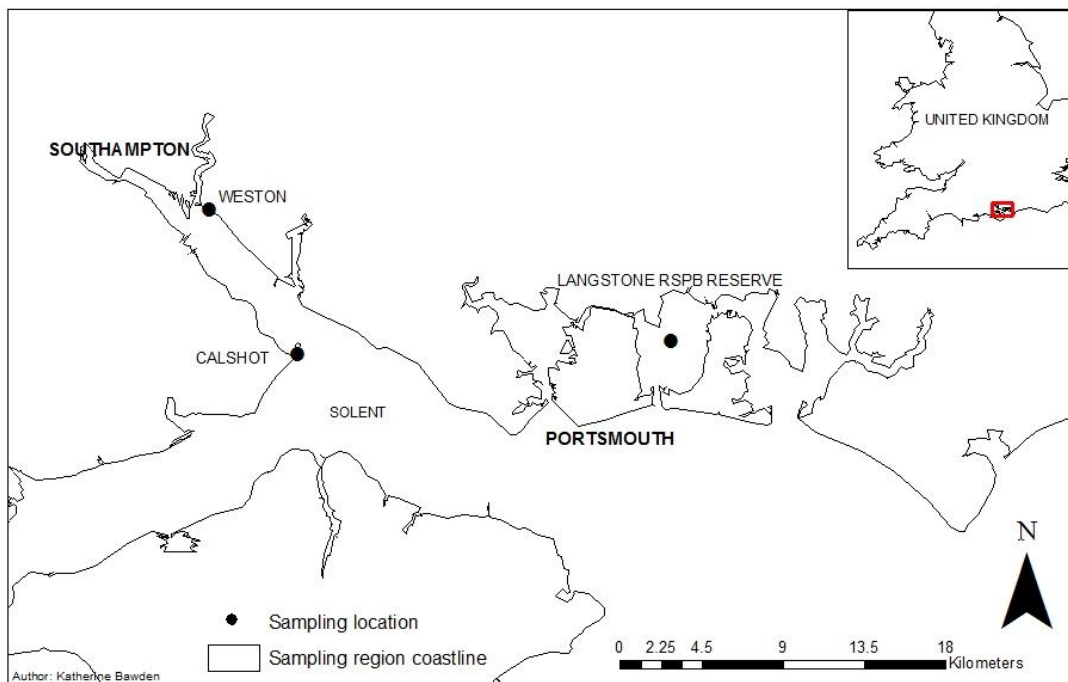 UNITED KINGDOM
SOUTHAMPTON
WESTON
LANGSTONE RSPB RESERVE
CALSHOT
SOLENT
PORTSMOUTH
N
Sampling location
Sampling region coastline
0 2.25 4.5 9 13.5 18
Kilometers
Author: Katherine Bawden